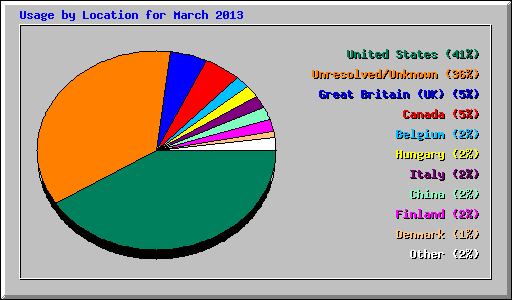 Usage by Location for March 2013
United States (41%)
Unresolved/Unknown (36%)
Great Britain (UK) (5%)
Canada (5%)
Belgium (2%)
Hungary (2%)
Italy (2%)
China (2%)
Finland (2%)
Denmark (1%)
Other (2%)